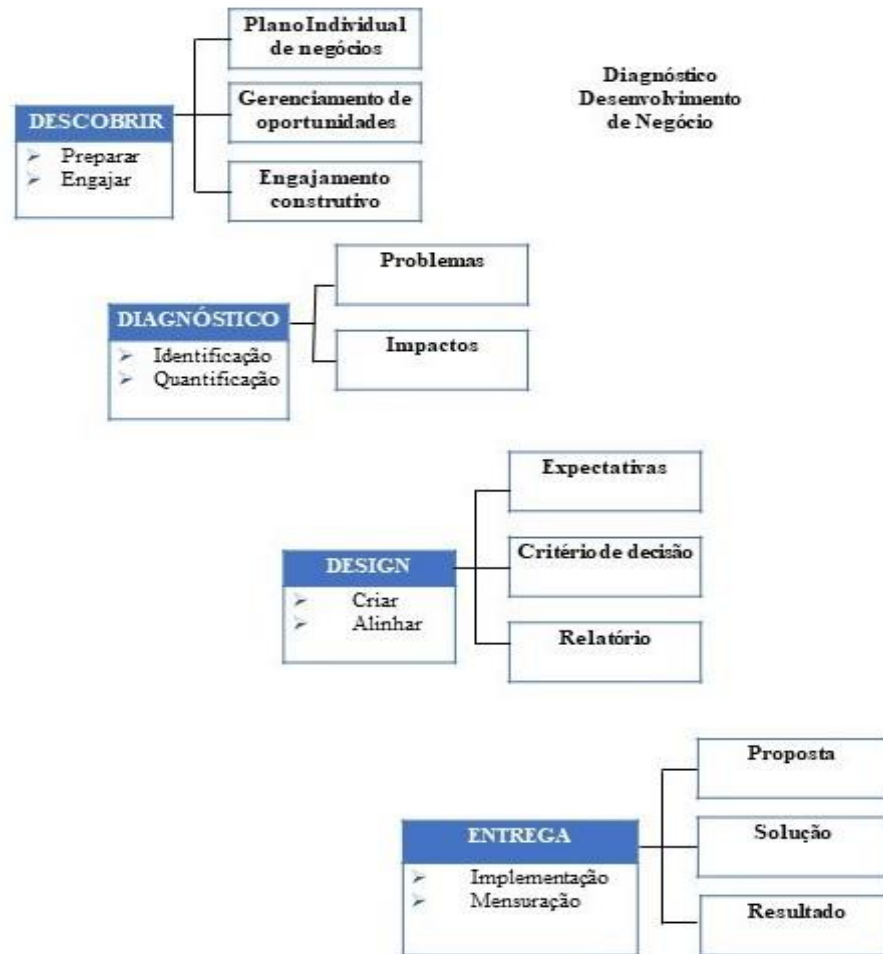 Plano Individual
de negócios
Diagnóstico
Desenvolvimento
de Negócio
Gerenciamento de
oportunidades
DESCOBRIR
➢ Preparar
➢ Engajar
Engajamento
construtivo
Problemas
DIAGNÓSTICO
➢ Identificação
➢ Quantificação
Impactos
Expectativas
DESIGN
➢ Criar
➢ Alinhar
Critério de decisão
Relatório
Proposta
ENTREGA
➢ Implementação
➢ Mensuração
Solução
Resultado